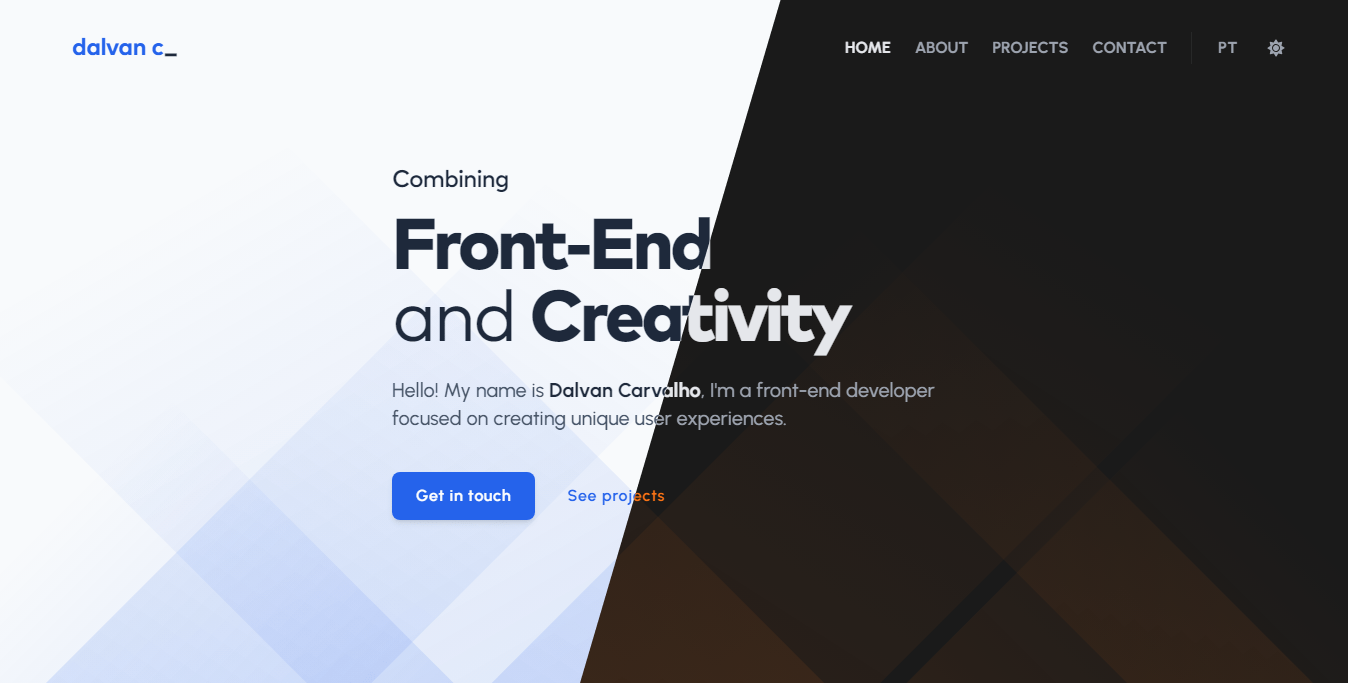 dalvan c_
HOME ABOUT PROJECTS CONTACT PT
Combining
Front-End
and Creativity
Hello! My name is Dalvan Carvalho, I'm a front-end developer
focused on creating unique user experiences.
Get in touch See projects